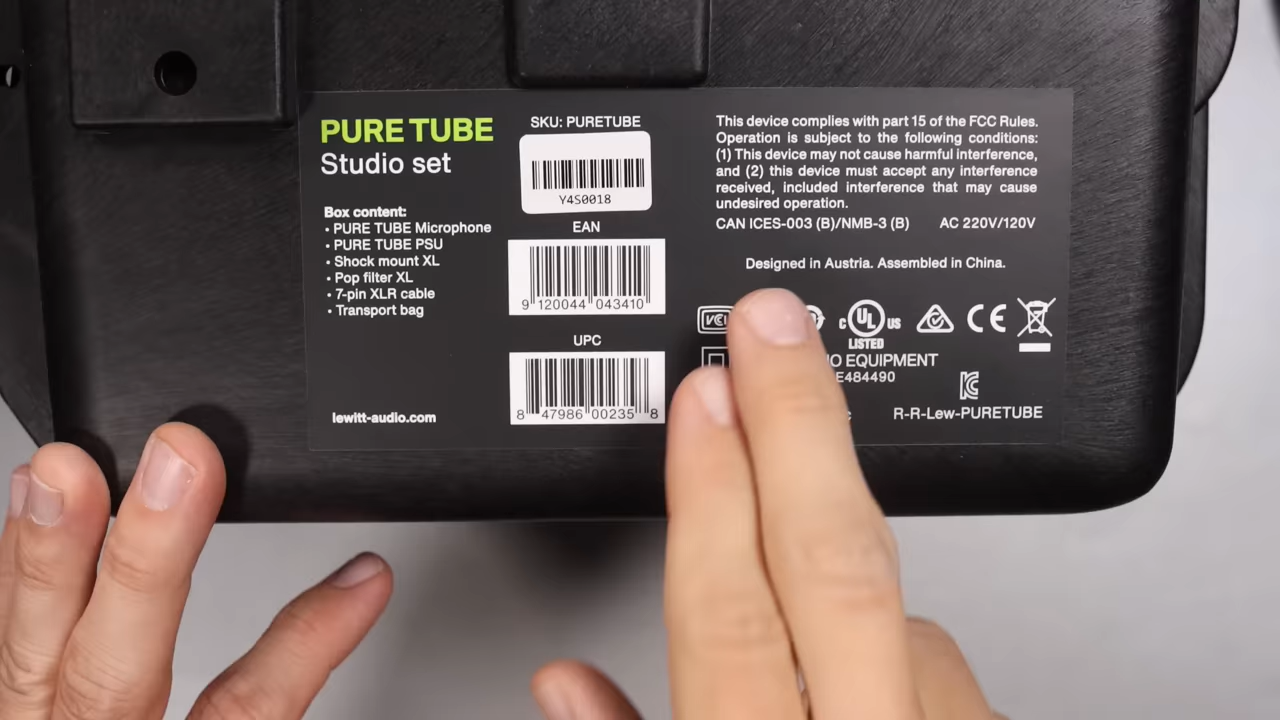 PURE TUBE
Studio set
Box content:
• PURE TUBE Microphone
• PURE TUBE PSU
• Shock mount XL
• Pop filter XL
• 7-pin XLR cable
• Transport bag
lewitt-audio.com
SKU: PURETUBE
Y4S0018
EAN
9 120044 043410
UPC
8 47986 00235 8
This device complies with part 15 of the FCC Rules.
Operation is subject to the following conditions:
(1) This device may not cause harmful interference,
and (2) this device must accept any interference
received, included interference that may cause
undesired operation.
CAN ICES-003 (B)/NMB-3 (B) AC 220V/120V
Designed in Austria. Assembled in China.
C UL US CE
LISTED
EQUIPMENT
E484490
R-R-Lew-PURETUBE